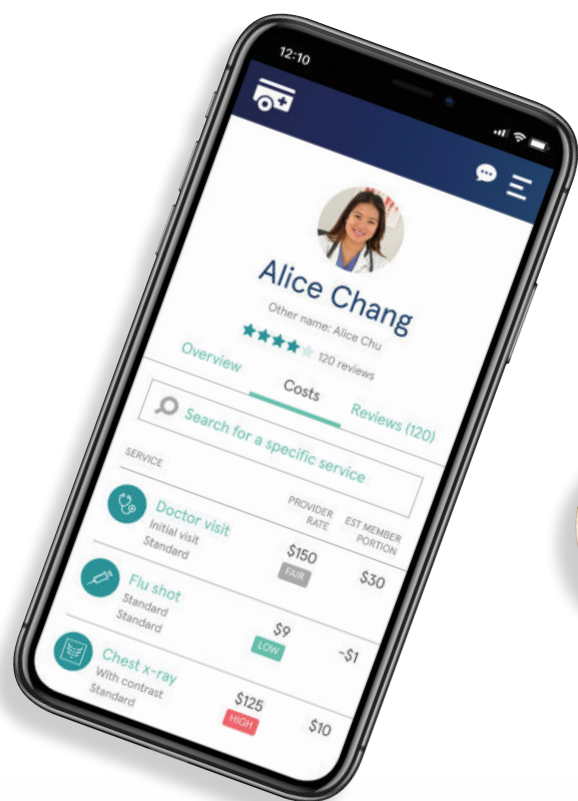 12:10
Alice Chang
Other name: Alice Chu
120 reviews
Overview Costs Reviews (120)
Search for a specific service
SERVICE PROVIDER RATE EST MEMBER PORTION
Doctor visit $150 $30
Initial visit FAIR
Standard
Flu shot $9 -$1
Standard LOW
Standard
Chest x-ray $125 $10
With contrast HIGH
Standard